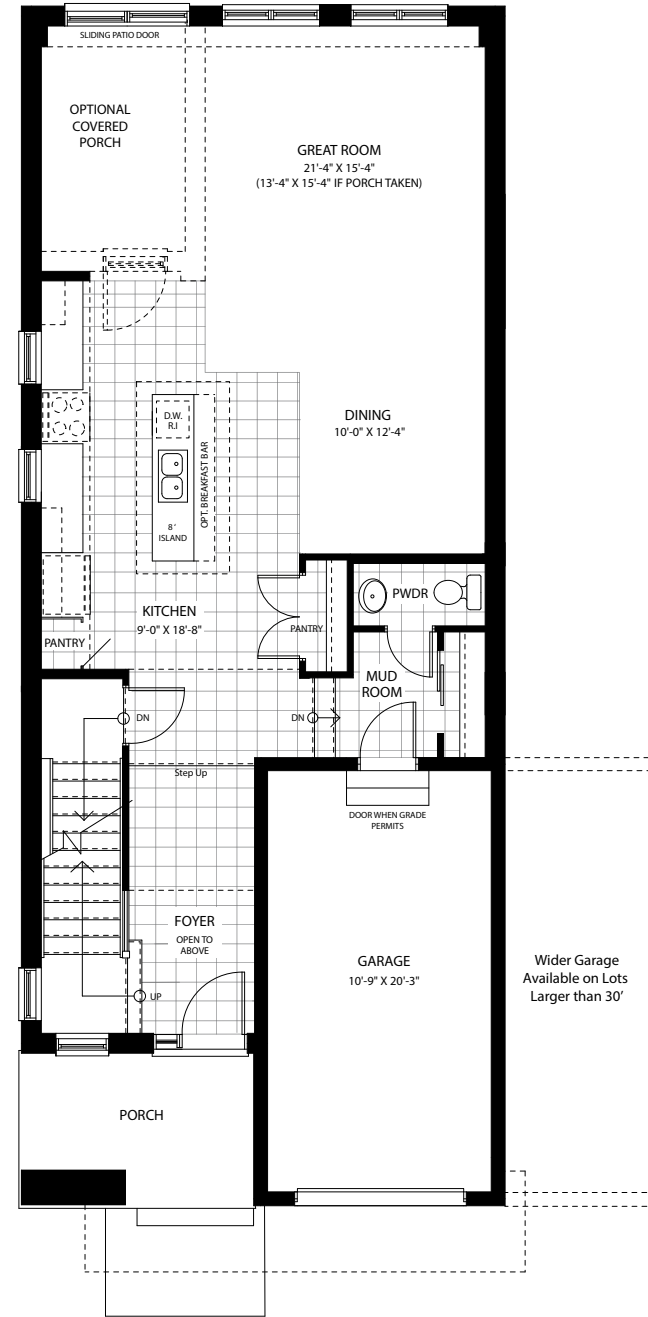 SLIDING PATIO DOOR
OPTIONAL
COVERED
PORCH
GREAT ROOM
21'-4" X 15'-4"
(13'-4" X 15'-4" IF PORCH TAKEN)
D.W.
R.I
OPT. BREAKFAST BAR
8'
ISLAND
DINING
10'-0" X 12'-4"
KITCHEN
9'-0" X 18'-8"
PANTRY
PANTRY
PWDR
MUD
ROOM
DN
DN
Step Up
DOOR WHEN GRADE
PERMITS
FOYER
OPEN TO
ABOVE
UP
GARAGE
10'-9" X 20'-3"
Wider Garage
Available on Lots
Larger than 30'
PORCH